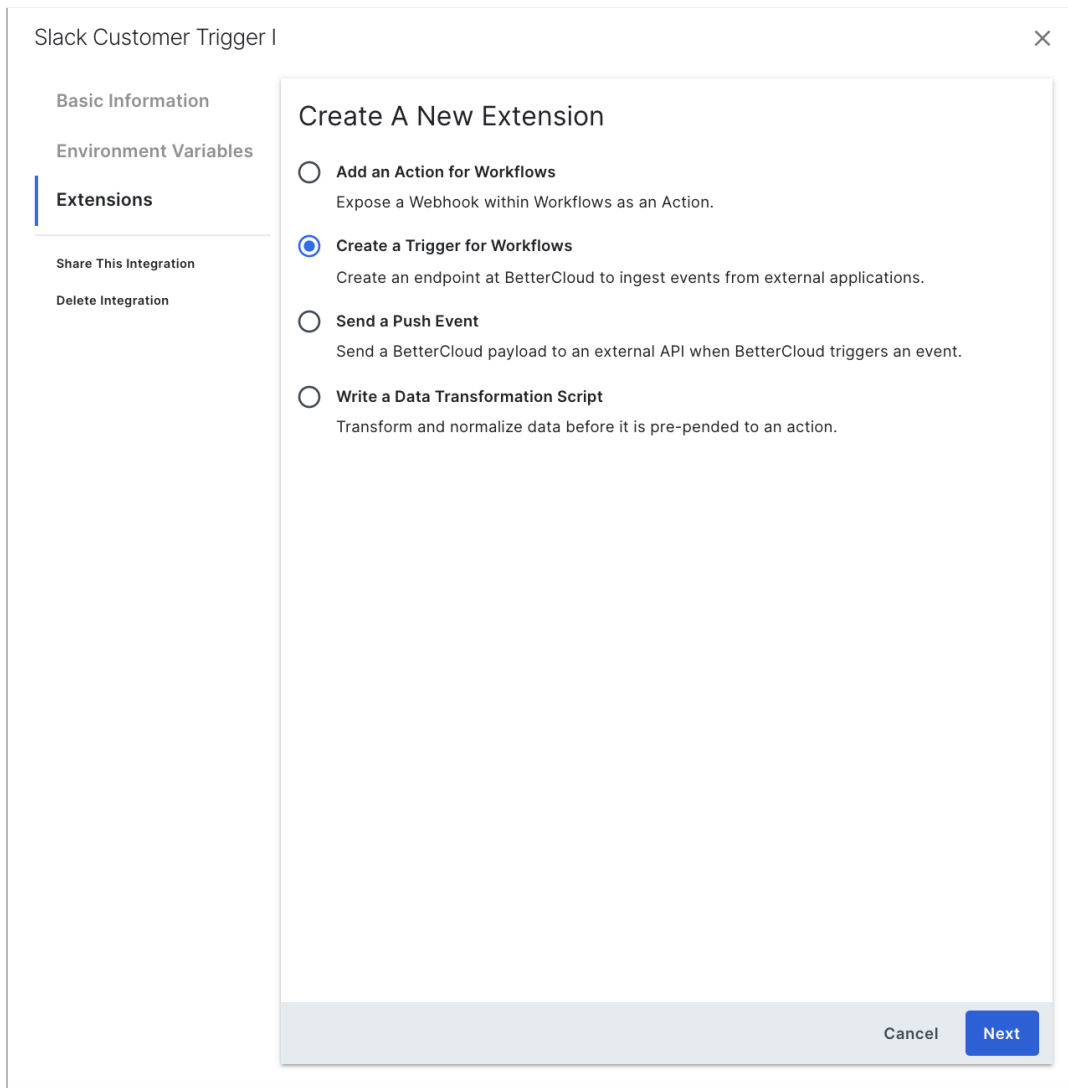 Slack Customer Trigger I
Basic Information
Environment Variables
Extensions
Share This Integration
Delete Integration
Create A New Extension
Add an Action for Workflows
Expose a Webhook within Workflows as an Action.
Create a Trigger for Workflows
Create an endpoint at BetterCloud to ingest events from external applications.
Send a Push Event
Send a BetterCloud payload to an external API when BetterCloud triggers an event.
Write a Data Transformation Script
Transform and normalize data before it is pre-pended to an action.
Cancel
Next